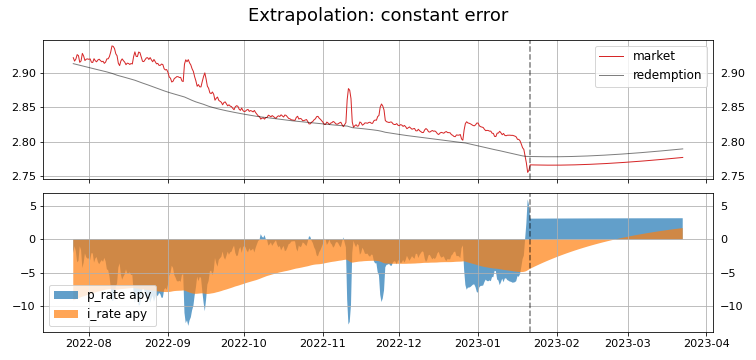 Extrapolation: constant error
market
redemption
2.90 2.90
2.85 2.85
2.80 2.80
2.75 2.75
5 5
0 0
−5 −5
−10 −10
p_rate apy
i_rate apy
2022-08 2022-09 2022-10 2022-11 2022-12 2023-01 2023-02 2023-03 2023-04